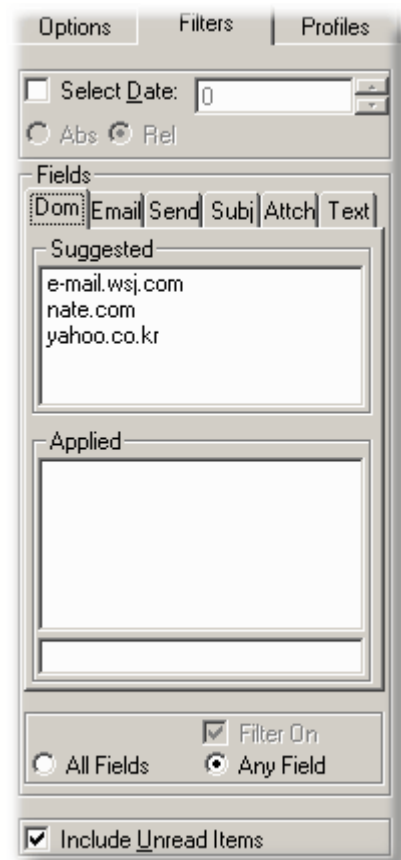 Options Filters Profiles
Select Date: 0
Abs Rel
Fields
Dom Email Send Subj Attch Text
Suggested
e-mail.wsj.com
nate.com
yahoo.co.kr
Applied
Filter On
All Fields Any Field
Include Unread Items